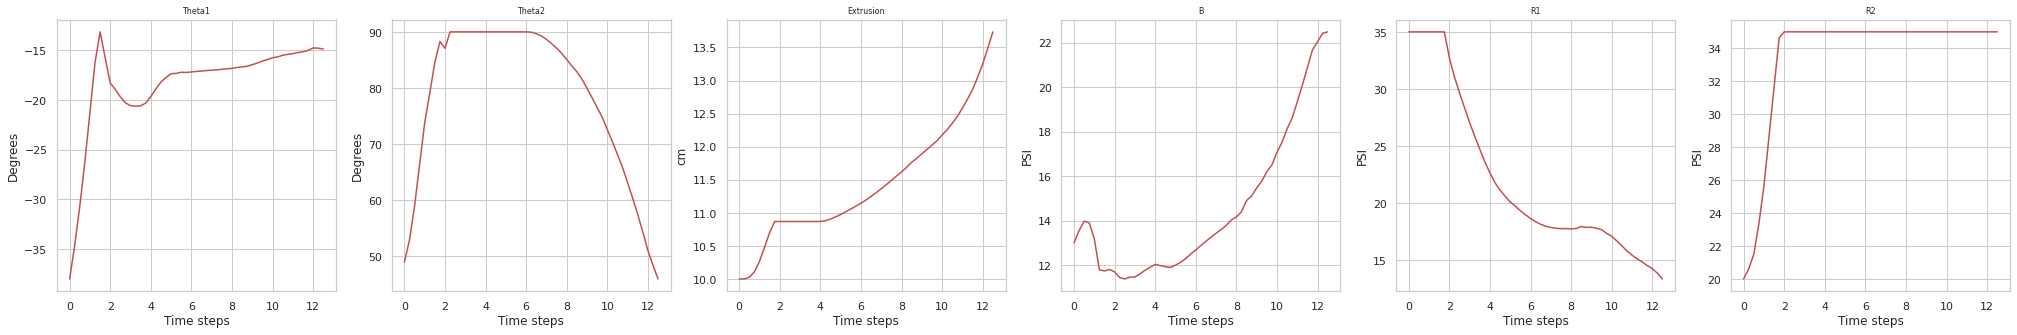 Theta1
Degrees
−15
−20
−25
−30
−35
0 2 4 6 8 10 12
Time steps
Theta2
Degrees
90
80
70
60
50
0 2 4 6 8 10 12
Time steps
Extrusion
cm
13.5
13.0
12.5
12.0
11.5
11.0
10.5
10.0
0 2 4 6 8 10 12
Time steps
B
PSI
22
20
18
16
14
12
0 2 4 6 8 10 12
Time steps
R1
PSI
35
30
25
20
15
0 2 4 6 8 10 12
Time steps
R2
PSI
34
32
30
28
26
24
22
20
0 2 4 6 8 10 12
Time steps